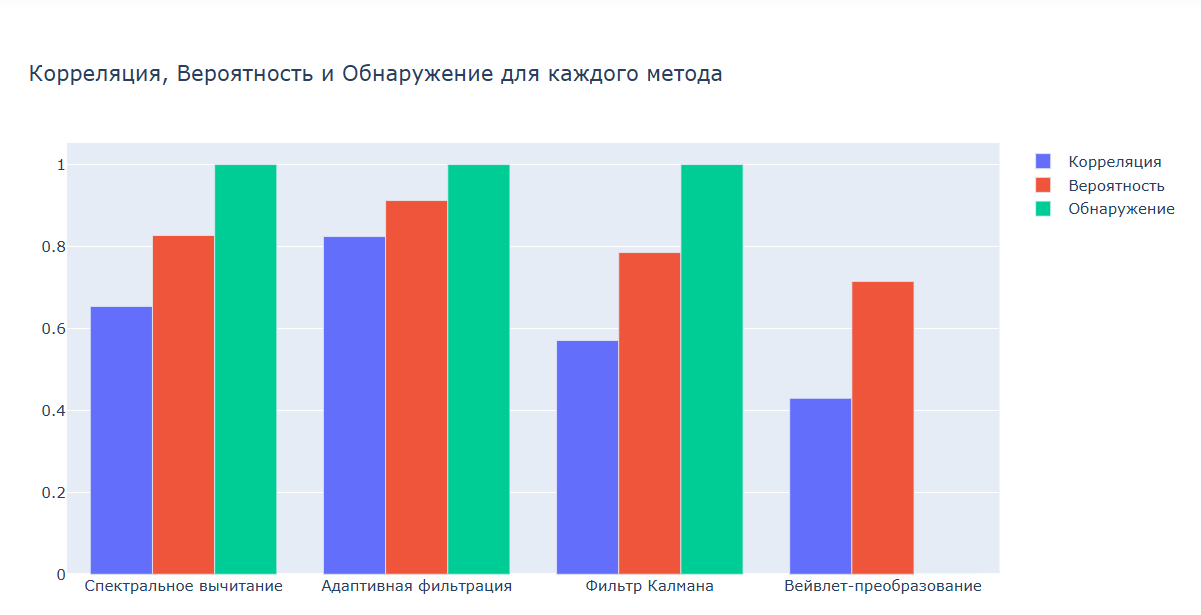 Корреляция, Вероятность и Обнаружение для каждого метода
Корреляция
Вероятность
Обнаружение
1
0.8
0.6
0.4
0.2
0
Спектральное вычитание
Адаптивная фильтрация
Фильтр Калмана
Вейвлет-преобразование